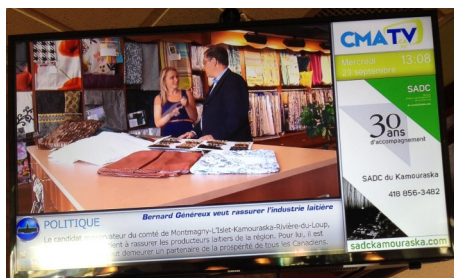 CMATV
Mercredi 13:08
23 septembre
SADC
30
ans
d'accompagnement
SADC du Kamouraska
418 856-3482
sadckamouraska.com
Bernard Généreux veut rassurer l'industrie laitière
POLITIQUE
Le candidat conservateur du comté de Montmagny-L'Islet-Kamouraska-Rivière-du-Loup,
à rassurer les producteurs laitiers de la région. Pour lui, il est
demeurer un partenaire de la prospérité de tous les Canadiens.
SAMSUNG